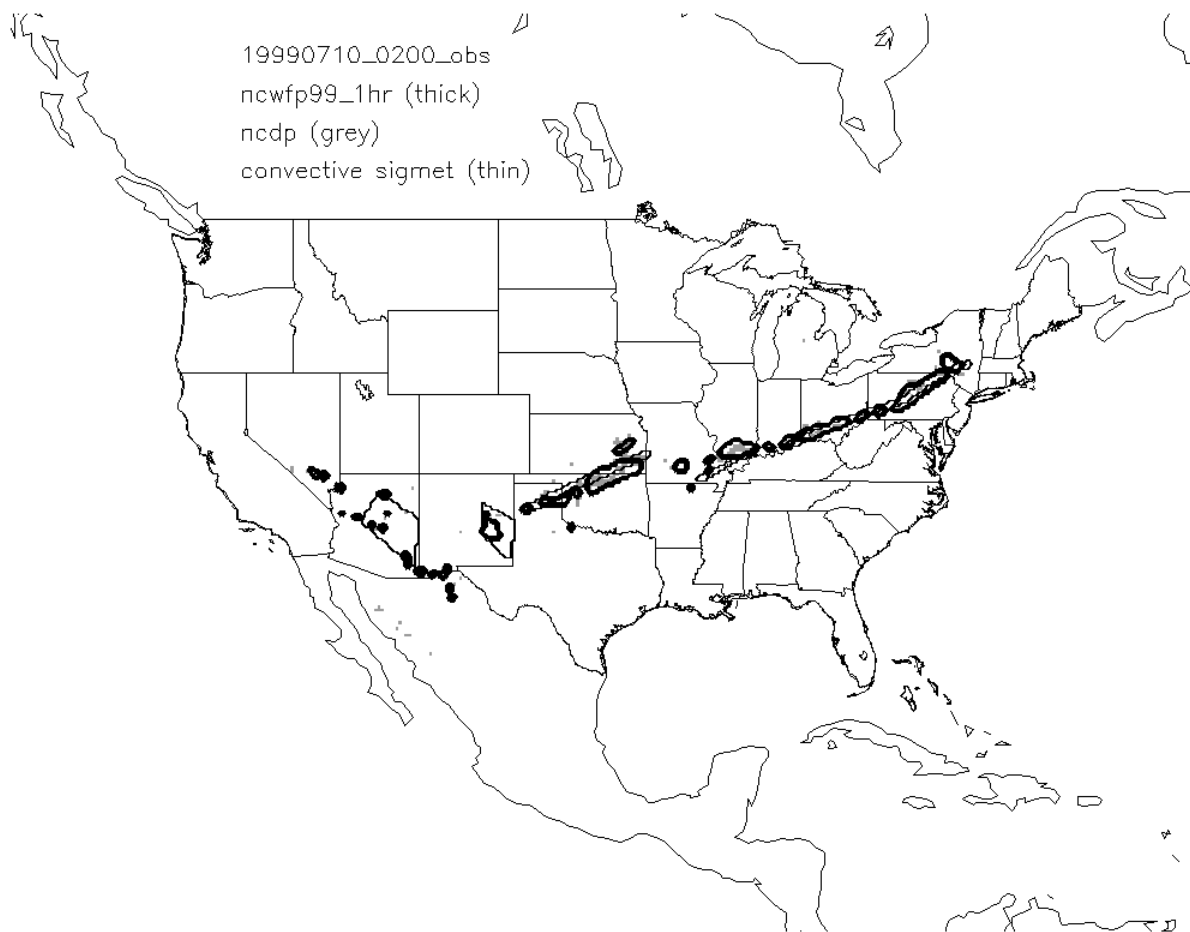 19990710_0200_obs
ncwfp99_1hr (thick)
ncdp (grey)
convective sigmet (thin)